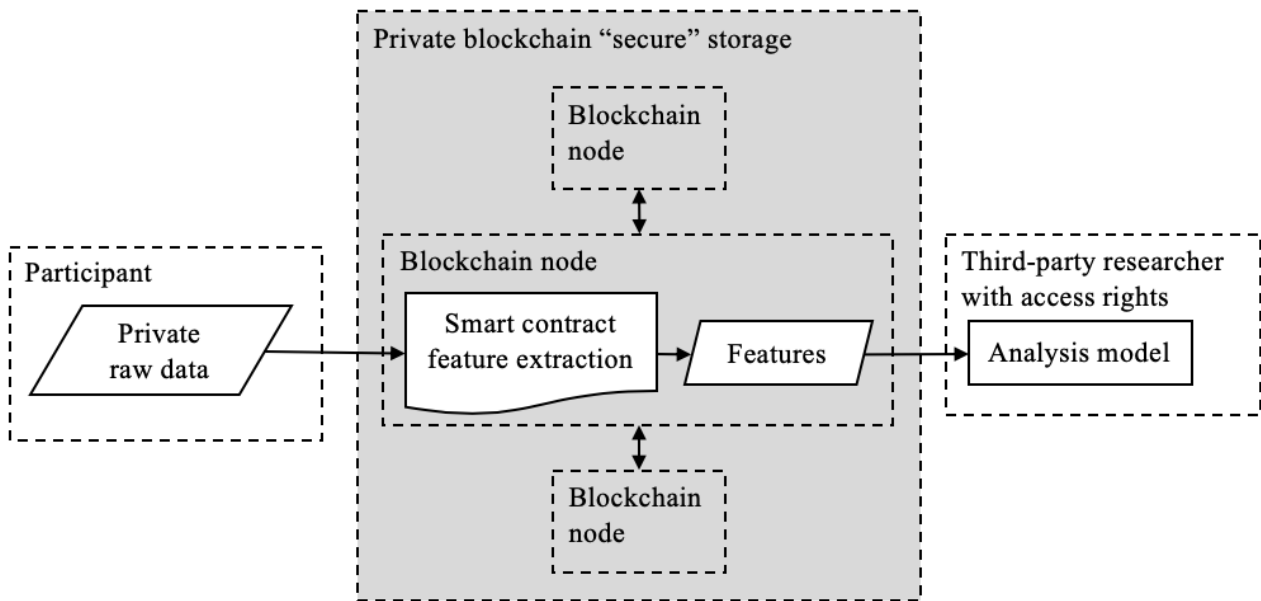 Private blockchain “secure” storage
Blockchain
node
Participant
Private
raw data
Blockchain node
Smart contract
feature extraction
Features
Third-party researcher
with access rights
Analysis model
Blockchain
node